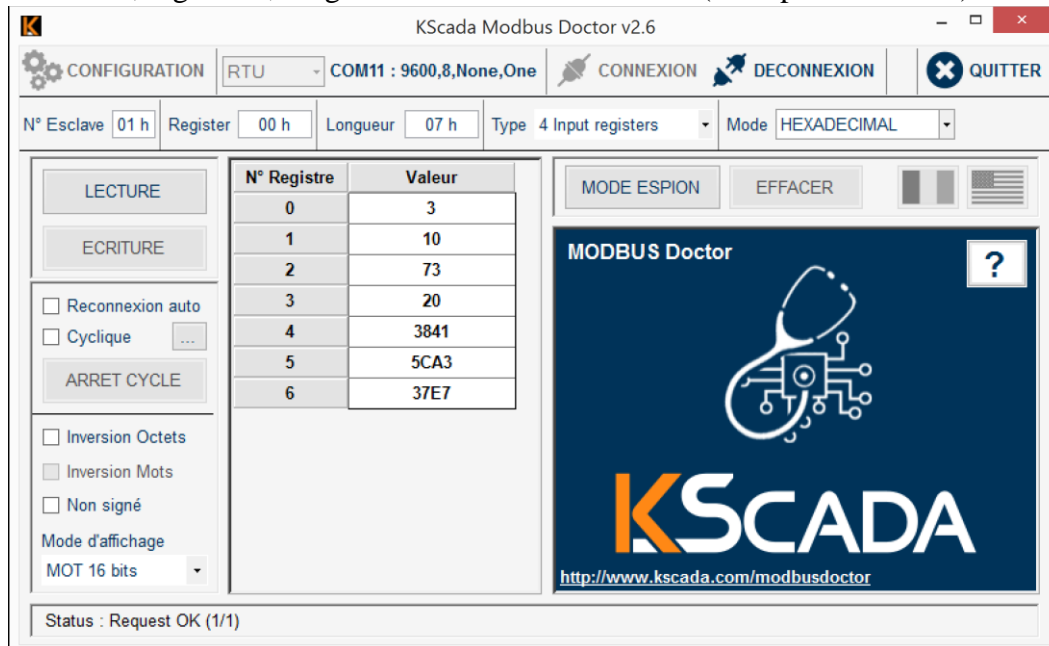 KScada Modbus Doctor v2.6
CONFIGURATION RTU COM11 : 9600,8,None,One CONNEXION DECONNEXION QUITTER
N° Esclave 01 h Register 00 h Longueur 07 h Type 4 Input registers Mode HEXADECIMAL
LECTURE
ECRITURE
Reconnexion auto
Cyclique ...
ARRET CYCLE
Inversion Octets
Inversion Mots
Non signé
Mode d'affichage
MOT 16 bits
N° Registre Valeur
0 3
1 10
2 73
3 20
4 3841
5 5CA3
6 37E7
MODE ESPION EFFACER
MODBUS Doctor ?
KSCADA
http://www.kscada.com/modbusdoctor
Status : Request OK (1/1)